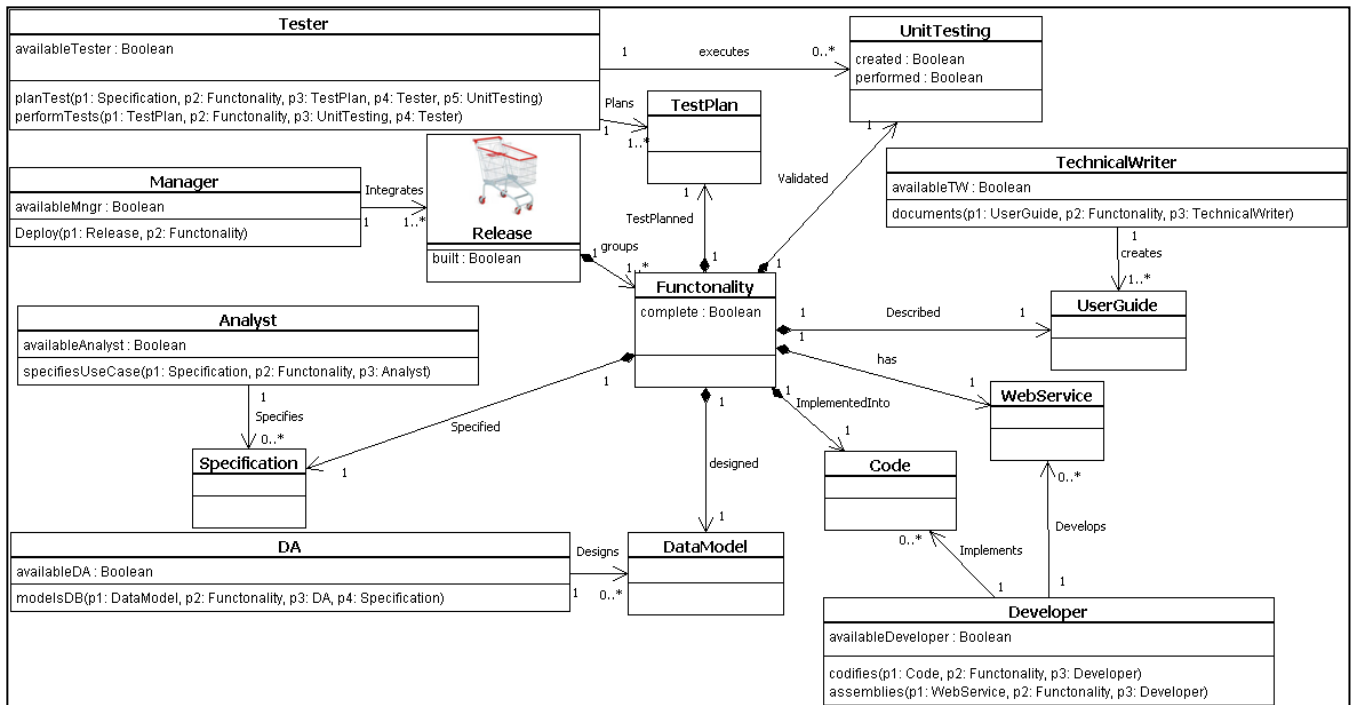 Tester
availableTester : Boolean
planTest(p1: Specification, p2: Functonality, p3: TestPlan, p4: Tester, p5: UnitTesting)
performTests(p1: TestPlan, p2: Functonality, p3: UnitTesting, p4: Tester)
1
executes
0..*
UnitTesting
created : Boolean
performed : Boolean
Plans
1
1..*
TestPlan
1
Validated
1
TechnicalWriter
availableTW : Boolean
documents(p1: UserGuide, p2: Functonality, p3: TechnicalWriter)
Manager
availableMngr : Boolean
Deploy(p1: Release, p2: Functonality)
Integrates
1
1..*
Release
built : Boolean
1
groups
1..*
1
TestPlanned
1
1
creates
1..*
Functonality
complete : Boolean
1
Described
1
UserGuide
Analyst
availableAnalyst : Boolean
specifiesUseCase(p1: Specification, p2: Functonality, p3: Analyst)
1
has
1
WebService
1
Specifies
0..*
1
Specified
1
Specification
1
ImplementedInto
1
Code
1
designed
1
DataModel
DA
availableDA : Boolean
modelsDB(p1: DataModel, p2: Functonality, p3: DA, p4: Specification)
Designs
1
0..*
0..*
Implements
1
0..*
Develops
1
Developer
availableDeveloper : Boolean
codifies(p1: Code, p2: Functonality, p3: Developer)
assemblies(p1: WebService, p2: Functonality, p3: Developer)